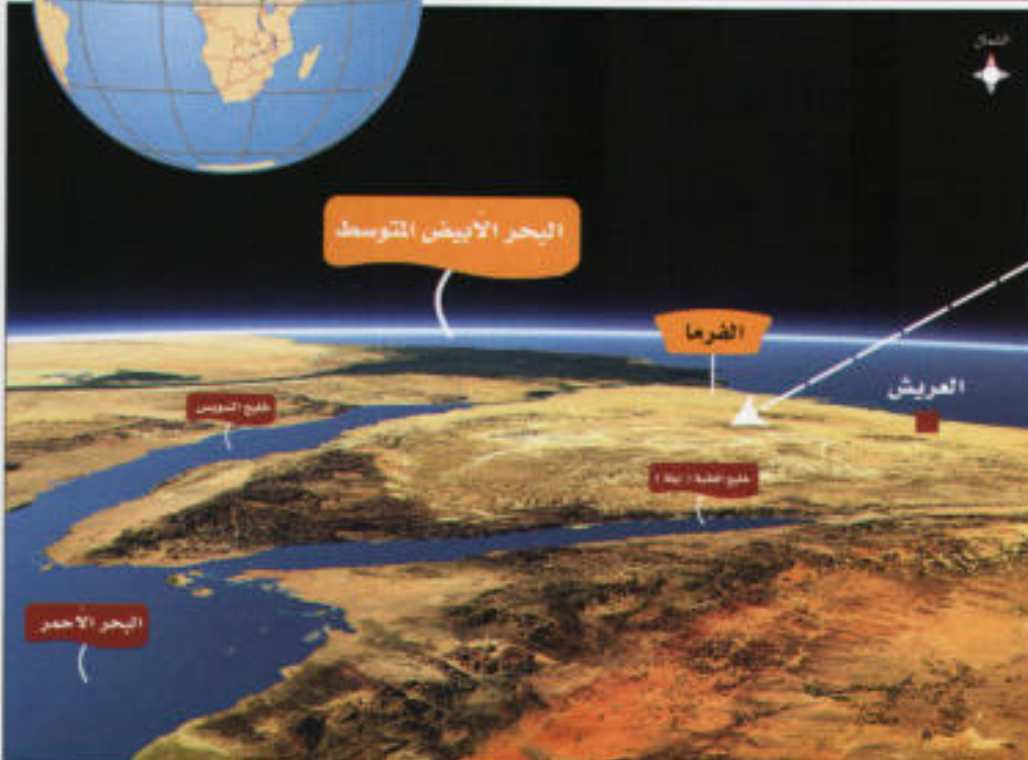 الشمال
البحر الأبيض المتوسط
الفرما
العريش
خليج السويس
خليج العقبة ( أيلة )
البحر الأحمر